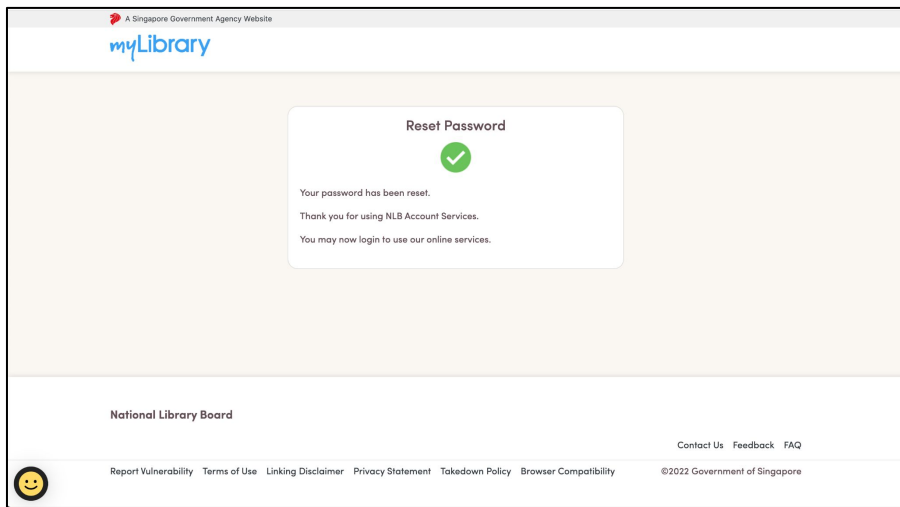 A Singapore Government Agency Website
myLibrary
Reset Password
Your password has been reset.
Thank you for using NLB Account Services.
You may now login to use our online services.
National Library Board
Contact Us Feedback FAQ
Report Vulnerability Terms of Use Linking Disclaimer Privacy Statement Takedown Policy Browser Compatibility ©2022 Government of Singapore